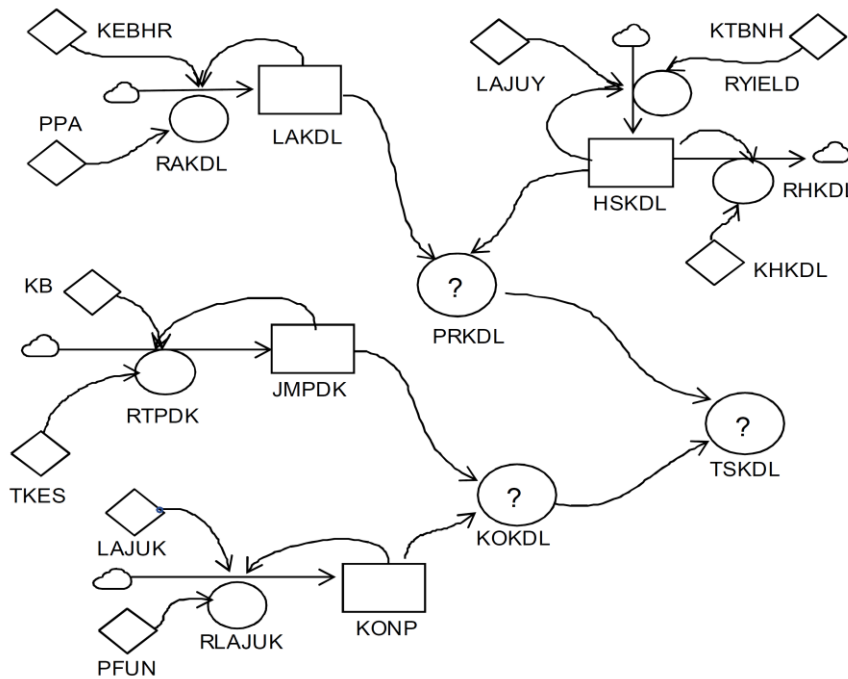 KEBHR
KTBNH
LAJUY
RYIELD
PPA
RAKDL
LAKDL
HSKDL
RHKDL
KHKDL
?
PRKDL
KB
RTPDK
JMPDK
?
TSKDL
TKES
?
KOKDL
LAJUK
RLAJUK
KONP
PFUN